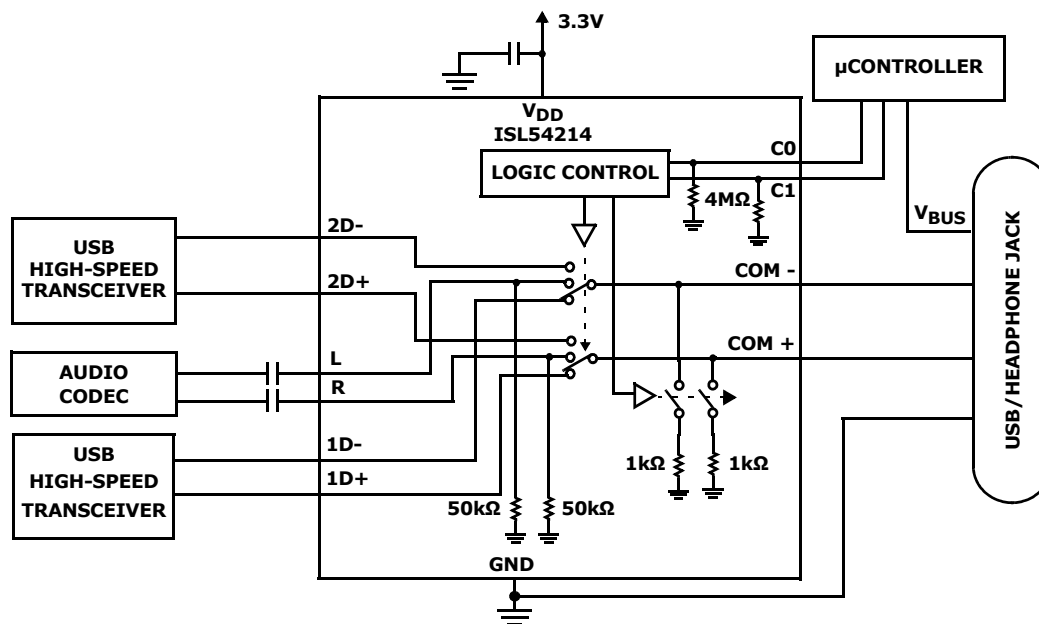 3.3V
µCONTROLLER
VDD
ISL54214
LOGIC CONTROL
C0
C1
4MΩ
VBUS
USB
HIGH-SPEED
TRANSCEIVER
2D-
2D+
COM -
COM +
AUDIO
CODEC
L
R
USB
HIGH-SPEED
TRANSCEIVER
1D-
1D+
50kΩ
50kΩ
1kΩ
1kΩ
GND
USB/HEADPHONE JACK